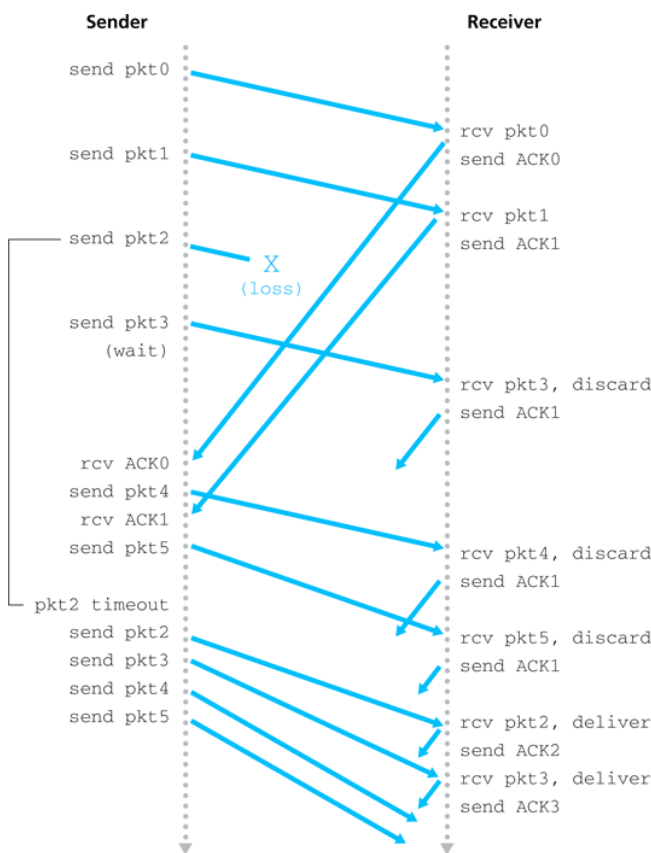 Sender
Receiver
send pkt0
rcv pkt0
send ACK0
send pkt1
rcv pkt1
send ACK1
send pkt2
X
(loss)
send pkt3
(wait)
rcv pkt3, discard
send ACK1
rcv ACK0
send pkt4
rcv ACK1
send pkt5
rcv pkt4, discard
send ACK1
pkt2 timeout
send pkt2
send pkt3
send pkt4
send pkt5
rcv pkt5, discard
send ACK1
rcv pkt2, deliver
send ACK2
rcv pkt3, deliver
send ACK3